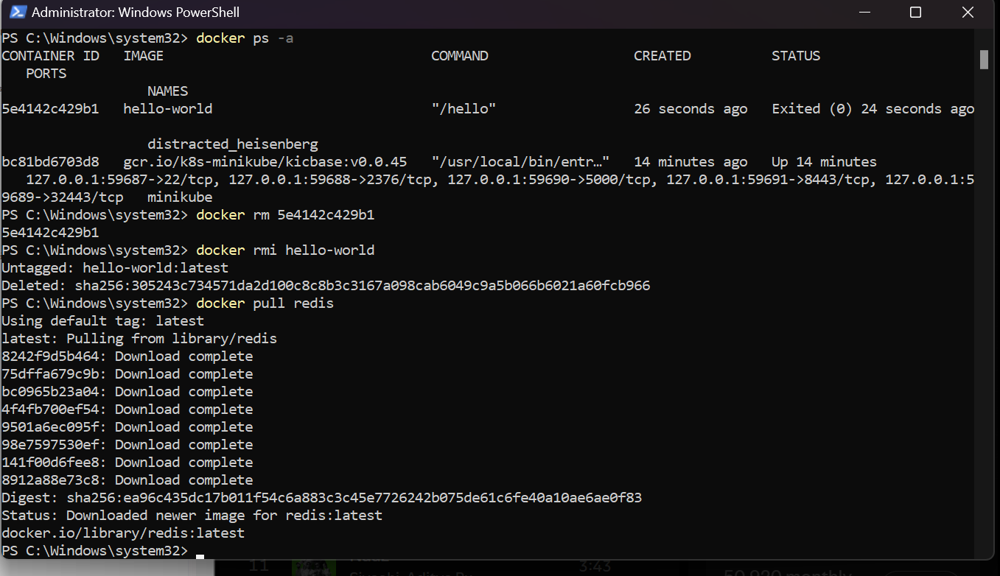 Administrator: Windows PowerShell
PS C:\Windows\system32> docker ps -a
CONTAINER ID   IMAGE                                 COMMAND                  CREATED          STATUS
   PORTS
                  NAMES
5e4142c429b1   hello-world                           "/hello"                 26 seconds ago   Exited (0) 24 seconds ago
                  distracted_heisenberg
bc81bd6703d8   gcr.io/k8s-minikube/kicbase:v0.0.45   "/usr/local/bin/entr…"   14 minutes ago   Up 14 minutes
   127.0.0.1:59687->22/tcp, 127.0.0.1:59688->2376/tcp, 127.0.0.1:59690->5000/tcp, 127.0.0.1:59691->8443/tcp, 127.0.0.1:5
9689->32443/tcp   minikube
PS C:\Windows\system32> docker rm 5e4142c429b1
5e4142c429b1
PS C:\Windows\system32> docker rmi hello-world
Untagged: hello-world:latest
Deleted: sha256:305243c734571da2d100c8c8b3c3167a098cab6049c9a5b066b6021a60fcb966
PS C:\Windows\system32> docker pull redis
Using default tag: latest
latest: Pulling from library/redis
8242f9d5b464: Download complete
75dffa679c9b: Download complete
bc0965b23a04: Download complete
4f4fb700ef54: Download complete
9501a6ec095f: Download complete
98e7597530ef: Download complete
141f00d6fee8: Download complete
8912a88e73c8: Download complete
Digest: sha256:ea96c435dc17b011f54c6a883c3c45e7726242b075de61c6fe40a10ae6ae0f83
Status: Downloaded newer image for redis:latest
docker.io/library/redis:latest
PS C:\Windows\system32>
11 3:43